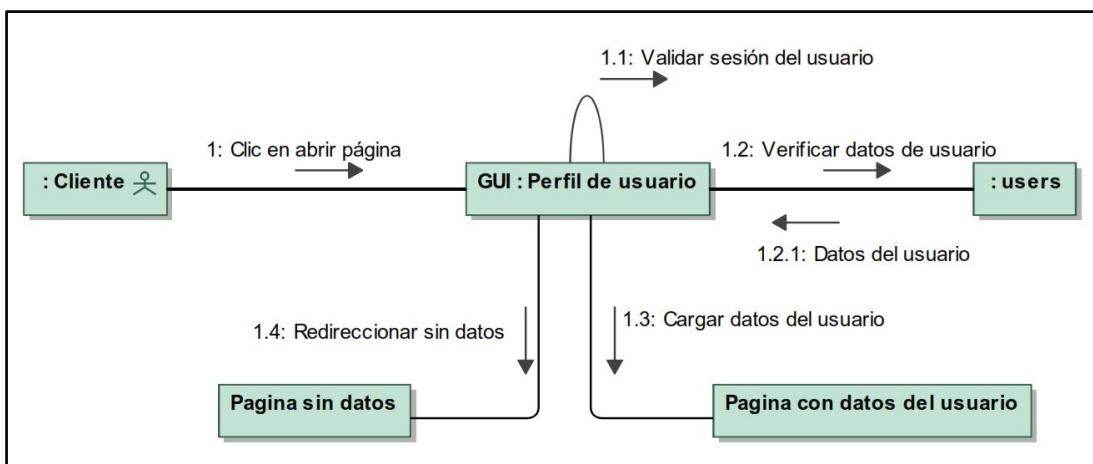 1.1: Validar sesión del usuario
1: Clic en abrir página
1.2: Verificar datos de usuario
: Cliente
GUI : Perfil de usuario
: users
1.2.1: Datos del usuario
1.4: Redireccionar sin datos
1.3: Cargar datos del usuario
Pagina sin datos
Pagina con datos del usuario